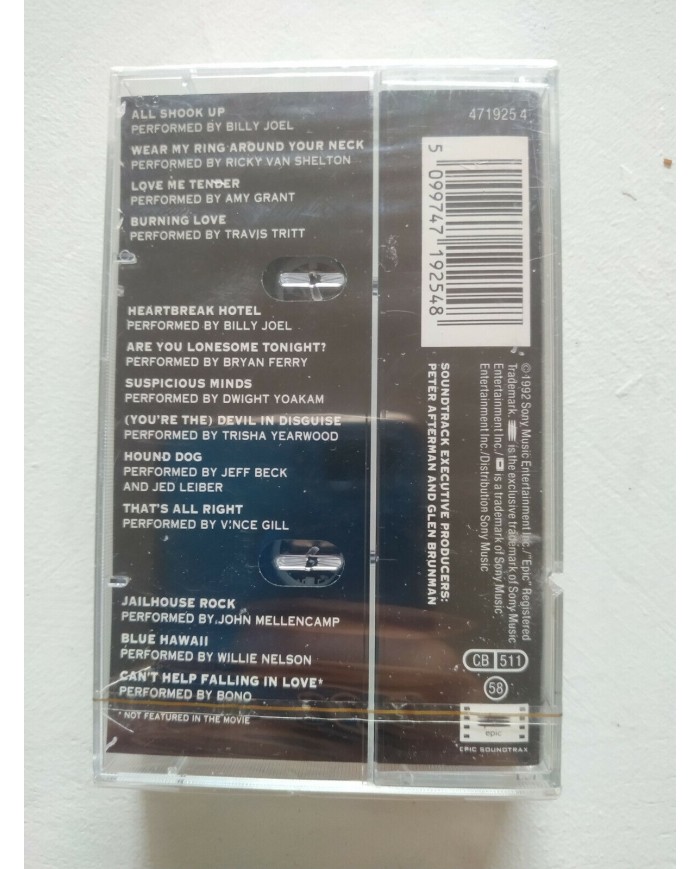 ALL SHOOK UP
PERFORMED BY BILLY JOEL
WEAR MY RING AROUND YOUR NECK
PERFORMED BY RICKY VAN SHELTON
LOVE ME TENDER
PERFORMED BY AMY GRANT
BURNING LOVE
PERFORMED BY TRAVIS TRITT
HEARTBREAK HOTEL
PERFORMED BY BILLY JOEL
ARE YOU LONESOME TONIGHT?
PERFORMED BY BRYAN FERRY
SUSPICIOUS MINDS
PERFORMED BY DWIGHT YOAKAM
(YOU'RE THE) DEVIL IN DISGUISE
PERFORMED BY TRISHA YEARWOOD
HOUND DOG
PERFORMED BY JEFF BECK
AND JED LEIBER
THAT'S ALL RIGHT
PERFORMED BY VINCE GILL
JAILHOUSE ROCK
PERFORMED BY JOHN MELLENCAMP
BLUE HAWAII
PERFORMED BY WILLIE NELSON
CAN'T HELP FALLING IN LOVE*
PERFORMED BY BONO
* NOT FEATURED IN THE MOVIE
471925 4
5 099747 192548
© 1992 Sony Music Entertainment Inc./"Epic" Registered
Trademark. is the exclusive trademark of Sony Music
Entertainment Inc./ is a trademark of Sony Music
Entertainment Inc./Distribution Sony Music
SOUNDTRACK EXECUTIVE PRODUCERS:
PETER AFTERMAN AND GLEN BRUNMAN
CB 511
58
epic
EPIC SOUNDTRAX